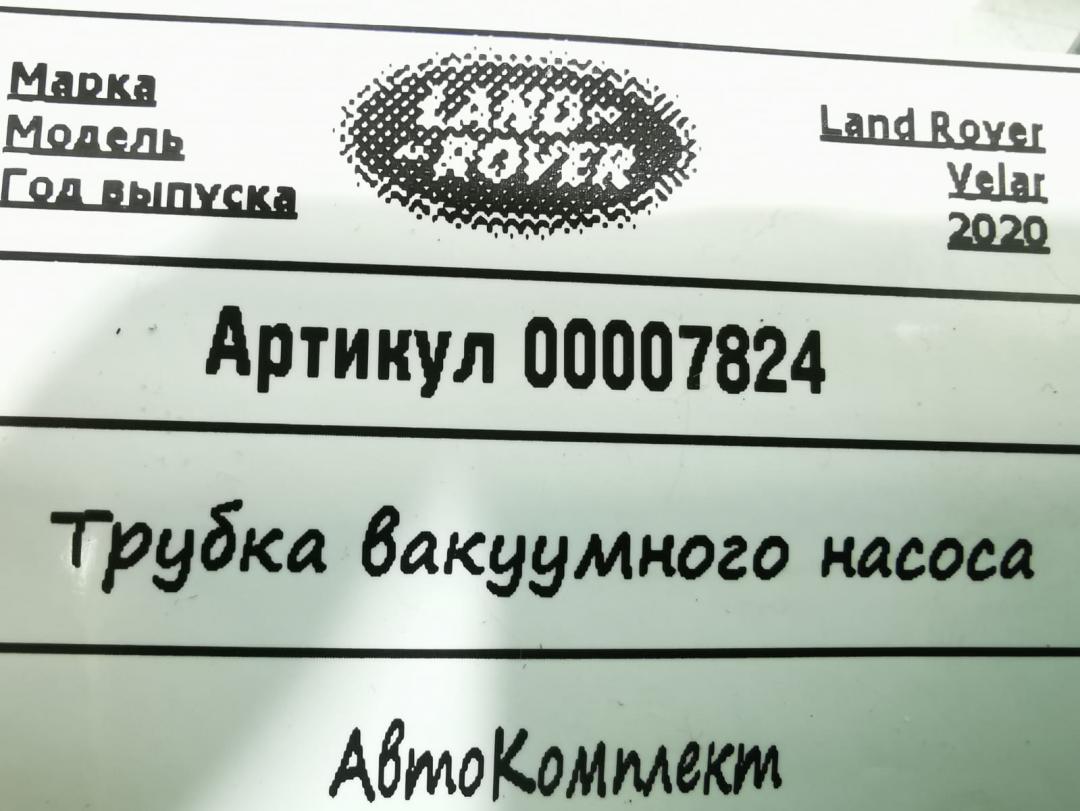 Марка
Модель
Год выпуска
LAND-
-ROVER
Land Rover
Velar
2020
Артикул 00007824
Трубка вакуумного насоса
АвтоКомплект